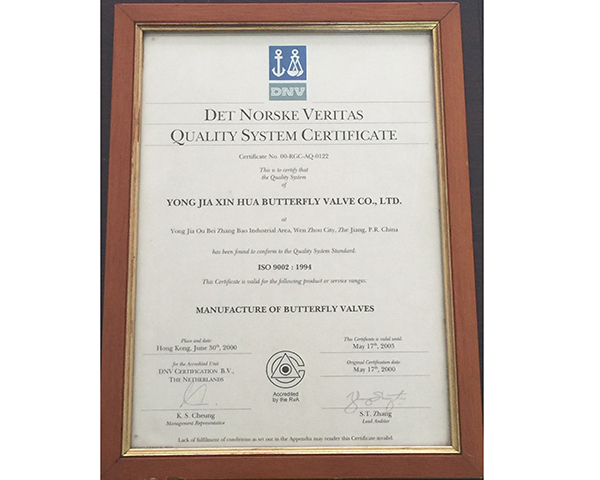 DNV
DET NORSKE VERITAS
QUALITY SYSTEM CERTIFICATE
Certificate No. 00-RGC-AQ-0122
This is to certify that
the Quality System
of
YONG JIA XIN HUA BUTTERFLY VALVE CO., LTD.
at
Yong Jia Ou Bei Zhang Bao Industrial Area, Wen Zhou City, Zhe Jiang, P.R. China
has been found to conform to the Quality System Standard.
ISO 9002 : 1994
This Certificate is valid for the following product or service ranges:
MANUFACTURE OF BUTTERFLY VALVES
Place and date:
Hong Kong, June 30th, 2000
for the Accredited Unit:
DNV CERTIFICATION B.V.,
THE NETHERLANDS
K. S. Cheung
Management Representative
Accredited
by the RvA
This Certificate is valid until:
May 17th, 2003
Original Certification date:
May 17th, 2000
S.T. Zhang
Lead Auditor
Lack of fulfilment of conditions as set out in the Appendix may render this Certificate invalid.